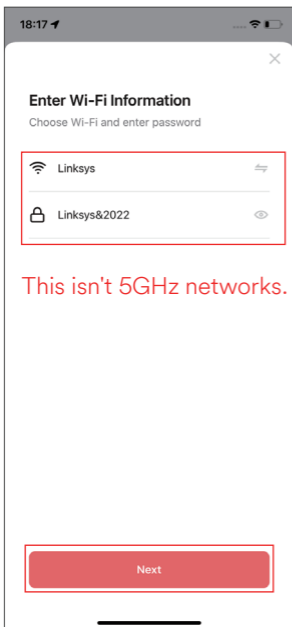 18:17
Enter Wi-Fi Information
Choose Wi-Fi and enter password
Linksys
Linksys&2022
This isn't 5GHz networks.
Next